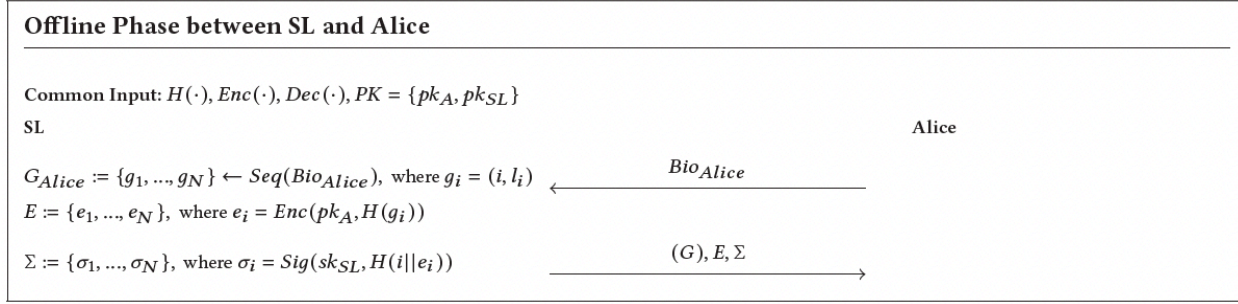 Offline Phase between SL and Alice
Common Input: H(·), Enc(·), Dec(·), PK = {pk_A, pk_SL}
SL Alice
G_Alice := {g_1, ..., g_N} ← Seq(Bio_Alice), where g_i = (i, l_i) Bio_Alice
E := {e_1, ..., e_N}, where e_i = Enc(pk_A, H(g_i))
Σ := {σ_1, ..., σ_N}, where σ_i = Sig(sk_SL, H(i||e_i)) (G), E, Σ